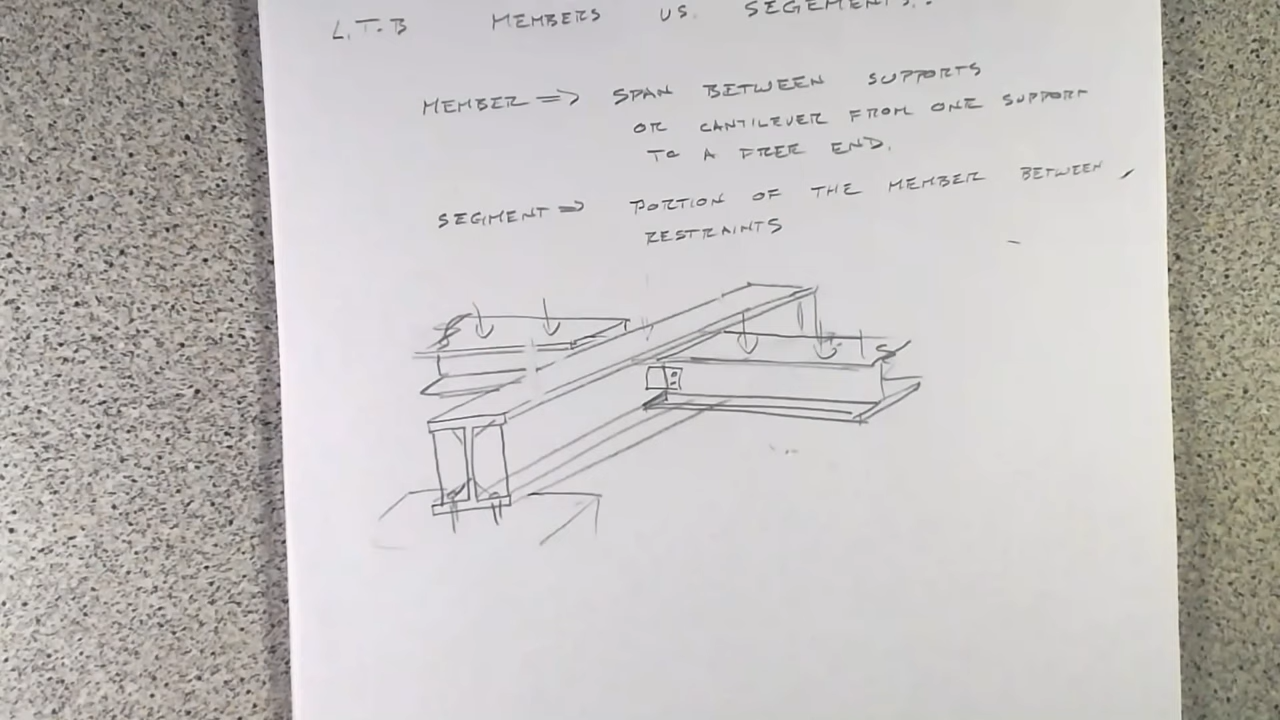 L.T.B MEMBERS VS. SEGEMENTS.
MEMBER => SPAN BETWEEN SUPPORTS
OR CANTILEVER FROM ONE SUPPORT
TO A FREE END.
SEGMENT => PORTION OF THE MEMBER BETWEEN
RESTRAINTS